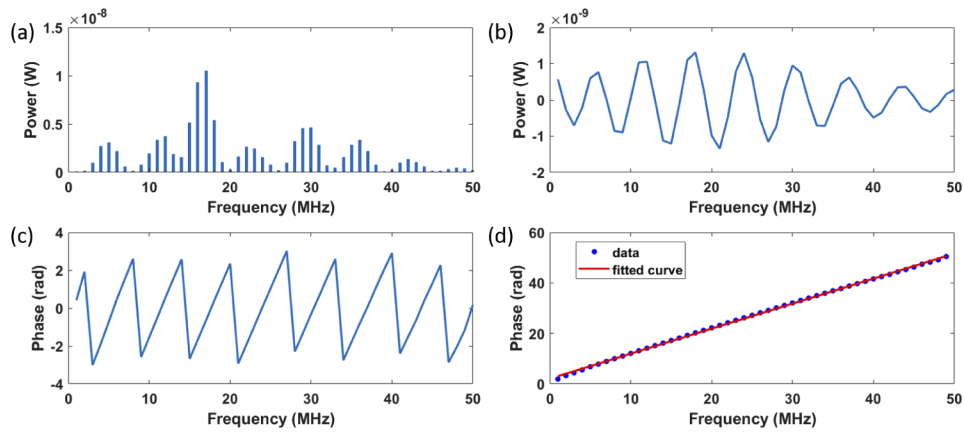 (a)
×10⁻⁸
1.5
1
0.5
0
Power (W)
0 10 20 30 40 50
Frequency (MHz)
(b)
×10⁻⁹
2
1
0
-1
-2
Power (W)
0 10 20 30 40 50
Frequency (MHz)
(c)
4
2
0
-2
-4
Phase (rad)
0 10 20 30 40 50
Frequency (MHz)
(d)
60
40
20
0
Phase (rad)
data
fitted curve
0 10 20 30 40 50
Frequency (MHz)